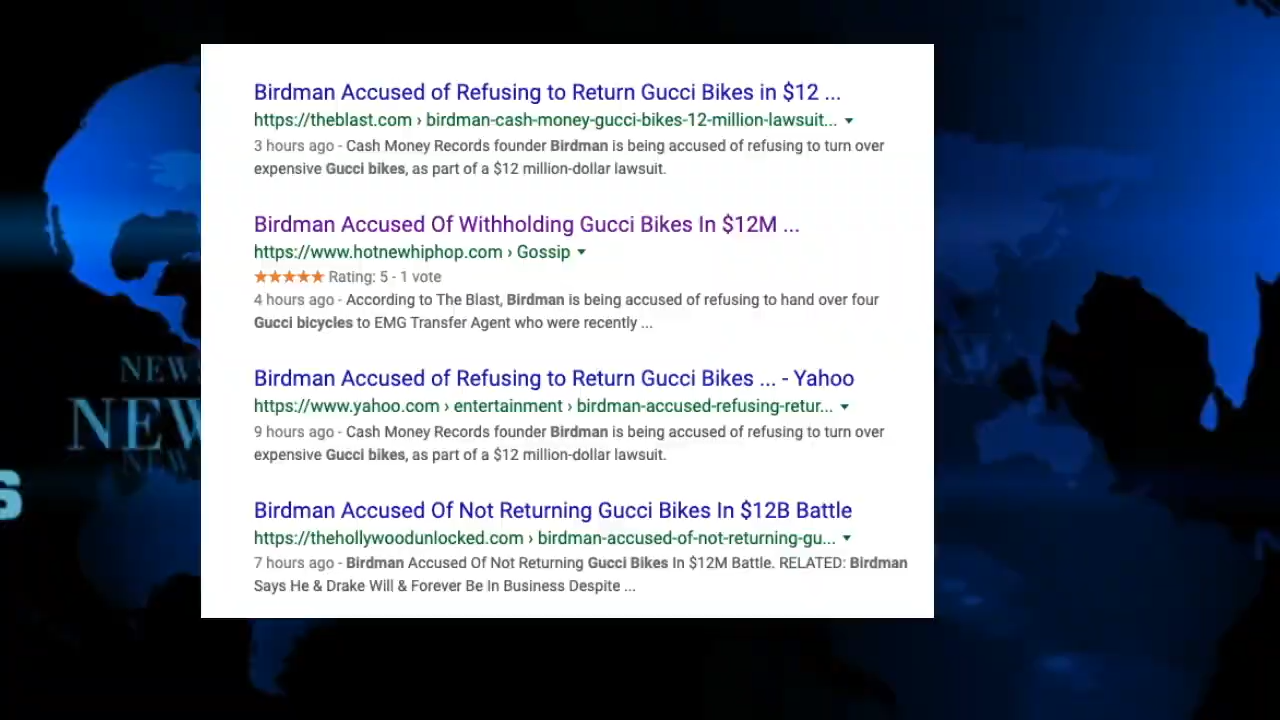 Birdman Accused of Refusing to Return Gucci Bikes in $12 ...
https://theblast.com › birdman-cash-money-gucci-bikes-12-million-lawsuit...
3 hours ago - Cash Money Records founder Birdman is being accused of refusing to turn over
expensive Gucci bikes, as part of a $12 million-dollar lawsuit.
Birdman Accused Of Withholding Gucci Bikes In $12M ...
https://www.hotnewhiphop.com › Gossip
Rating: 5 - 1 vote
4 hours ago - According to The Blast, Birdman is being accused of refusing to hand over four
Gucci bicycles to EMG Transfer Agent who were recently ...
Birdman Accused of Refusing to Return Gucci Bikes ... - Yahoo
https://www.yahoo.com › entertainment › birdman-accused-refusing-retur...
9 hours ago - Cash Money Records founder Birdman is being accused of refusing to turn over
expensive Gucci bikes, as part of a $12 million-dollar lawsuit.
Birdman Accused Of Not Returning Gucci Bikes In $12B Battle
https://thehollywoodunlocked.com › birdman-accused-of-not-returning-gu...
7 hours ago - Birdman Accused Of Not Returning Gucci Bikes In $12M Battle. RELATED: Birdman
Says He & Drake Will & Forever Be In Business Despite ...
NEWS
NEW
S